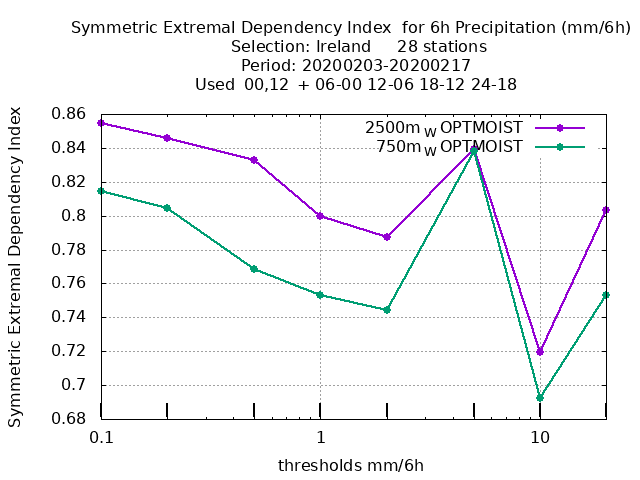 Symmetric Extremal Dependency Index  for 6h Precipitation (mm/6h)
Selection: Ireland     28 stations
Period: 20200203-20200217
Used  00,12  + 06-00 12-06 18-12 24-18
Symmetric Extremal Dependency Index
0.86
0.84
0.82
0.8
0.78
0.76
0.74
0.72
0.7
0.68
2500m W OPTMOIST
750m W OPTMOIST
0.1 1 10
thresholds mm/6h